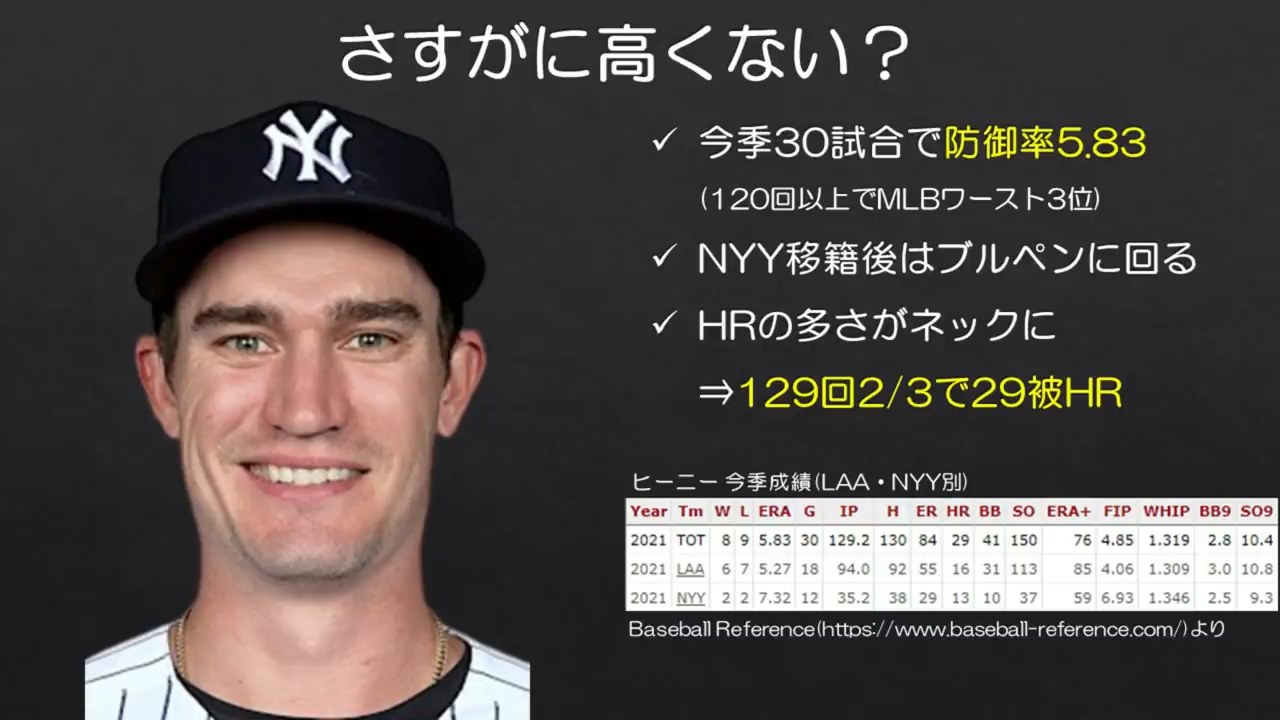 さすがに高くない？
NY
✓ 今季30試合で防御率5.83
(120回以上でMLBワースト3位)
✓ NYY移籍後はブルペンに回る
✓ HRの多さがネックに
⇒129回2/3で29被HR
ヒーニー 今季成績(LAA・NYY別)
Year Tm W L ERA G IP H ER HR BB SO ERA+ FIP WHIP BB9 SO9
2021 TOT 8 9 5.83 30 129.2 130 84 29 41 150 76 4.85 1.319 2.8 10.4
2021 LAA 6 7 5.27 18 94.0 92 55 16 31 113 85 4.06 1.309 3.0 10.8
2021 NYY 2 2 7.32 12 35.2 38 29 13 10 37 59 6.93 1.346 2.5 9.3
Baseball Reference(https://www.baseball-reference.com/)より